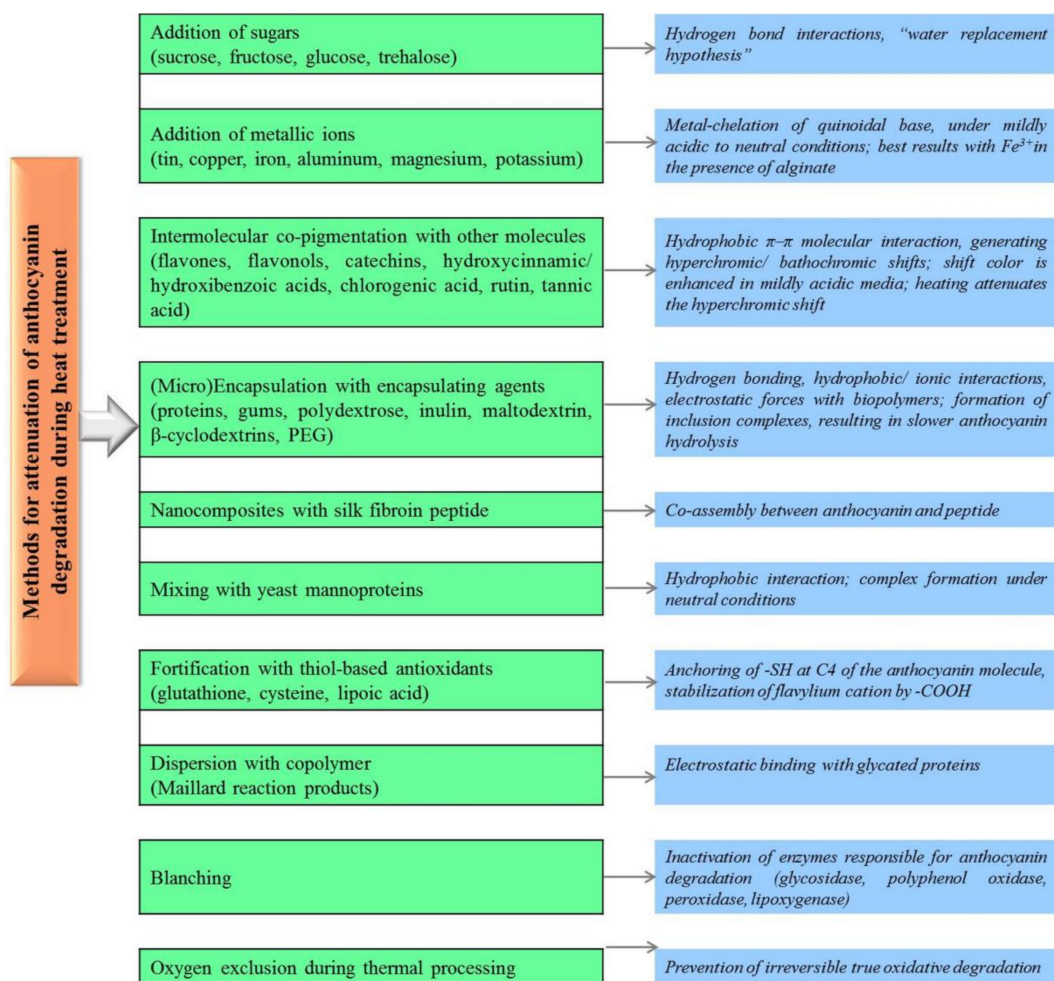 Methods for attenuation of anthocyanin
degradation during heat treatment
Addition of sugars
(sucrose, fructose, glucose, trehalose)
Hydrogen bond interactions, “water replacement
hypothesis”
Addition of metallic ions
(tin, copper, iron, aluminum, magnesium, potassium)
Metal-chelation of quinoidal base, under mildly
acidic to neutral conditions; best results with Fe³⁺in
the presence of alginate
Intermolecular co-pigmentation with other molecules
(flavones, flavonols, catechins, hydroxycinnamic/
hydroxibenzoic acids, chlorogenic acid, rutin, tannic
acid)
Hydrophobic π–π molecular interaction, generating
hyperchromic/ bathochromic shifts; shift color is
enhanced in mildly acidic media; heating attenuates
the hyperchromic shift
(Micro)Encapsulation with encapsulating agents
(proteins, gums, polydextrose, inulin, maltodextrin,
β-cyclodextrins, PEG)
Hydrogen bonding, hydrophobic/ ionic interactions,
electrostatic forces with biopolymers; formation of
inclusion complexes, resulting in slower anthocyanin
hydrolysis
Nanocomposites with silk fibroin peptide
Co-assembly between anthocyanin and peptide
Mixing with yeast mannoproteins
Hydrophobic interaction; complex formation under
neutral conditions
Fortification with thiol-based antioxidants
(glutathione, cysteine, lipoic acid)
Anchoring of -SH at C4 of the anthocyanin molecule,
stabilization of flavylium cation by -COOH
Dispersion with copolymer
(Maillard reaction products)
Electrostatic binding with glycated proteins
Blanching
Inactivation of enzymes responsible for anthocyanin
degradation (glycosidase, polyphenol oxidase,
peroxidase, lipoxygenase)
Oxygen exclusion during thermal processing
Prevention of irreversible true oxidative degradation